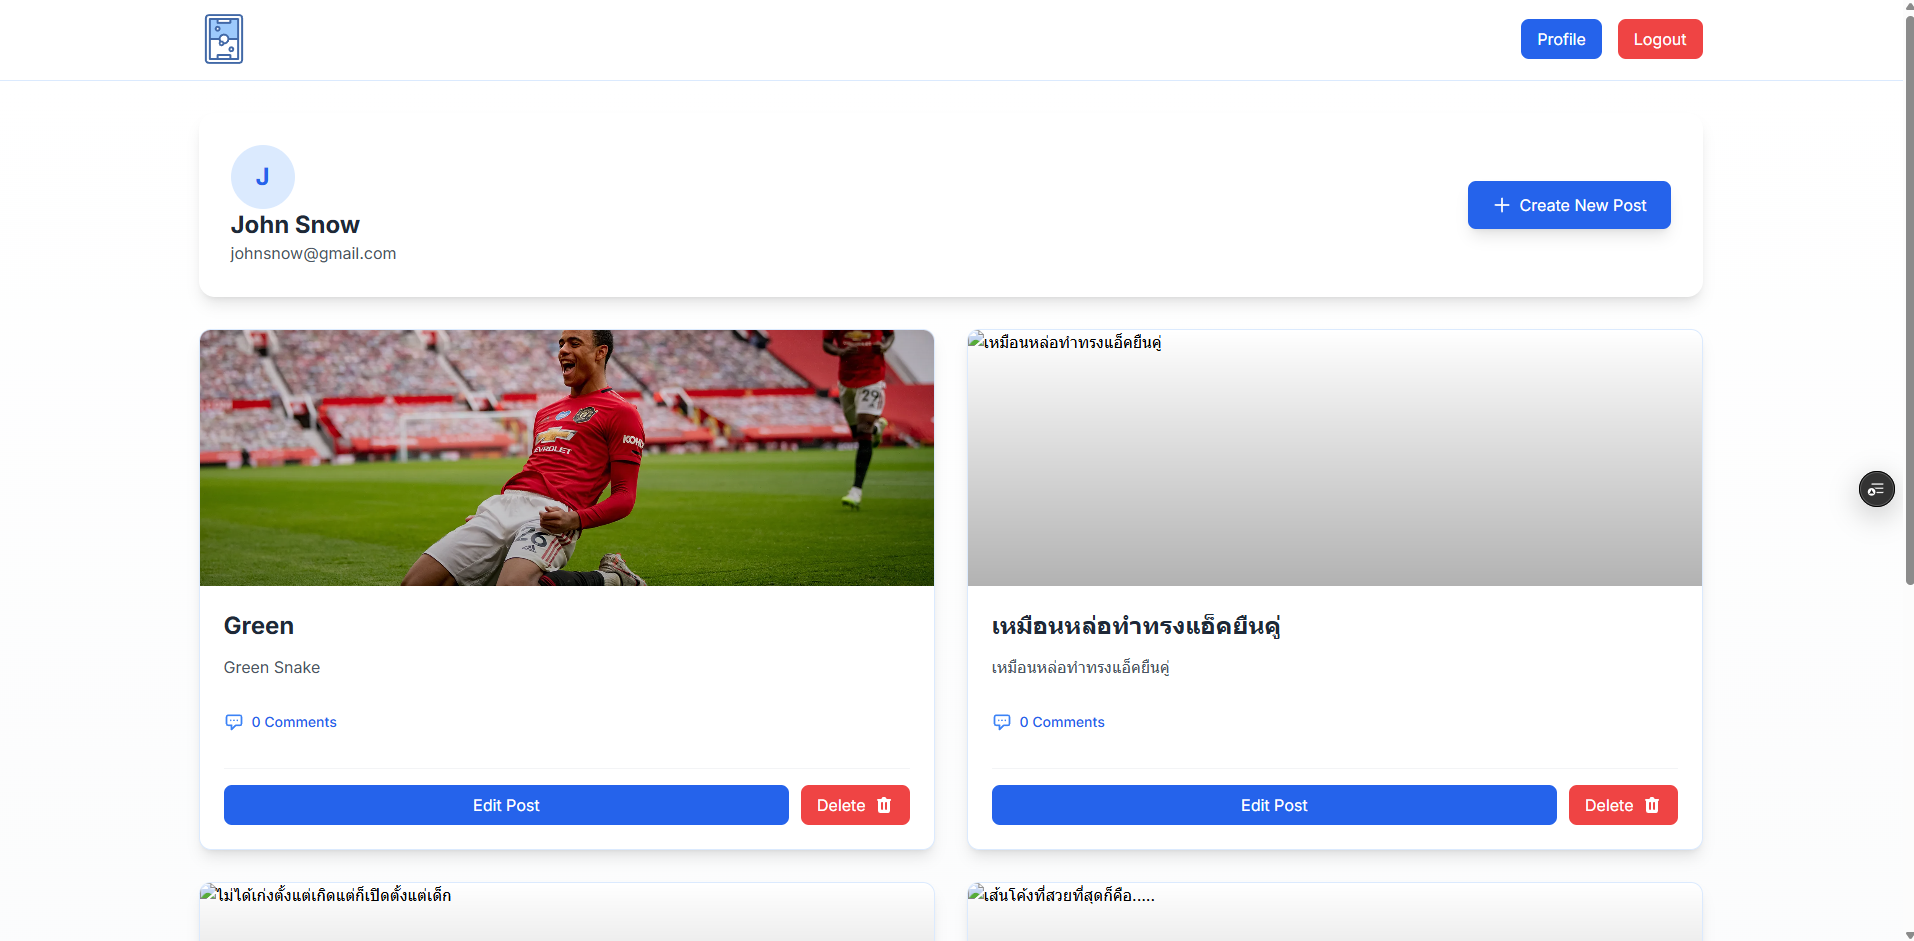 Profile
Logout
J
John Snow
johnsnow@gmail.com
Create New Post
29
KOHL
CHEVROLET
26
Green
Green Snake
0 Comments
Edit Post
Delete
เหมือนหล่อทำทรงแอ็คยืนคู่
เหมือนหล่อทำทรงแอ็คยืนคู่
เหมือนหล่อทำทรงแอ็คยืนคู่
0 Comments
Edit Post
Delete
ไม่ได้เก่งตั้งแต่เกิดแต่ก็เปิดตั้งแต่เด็ก
เส้นโค้งที่สวยที่สุดก็คือ.....